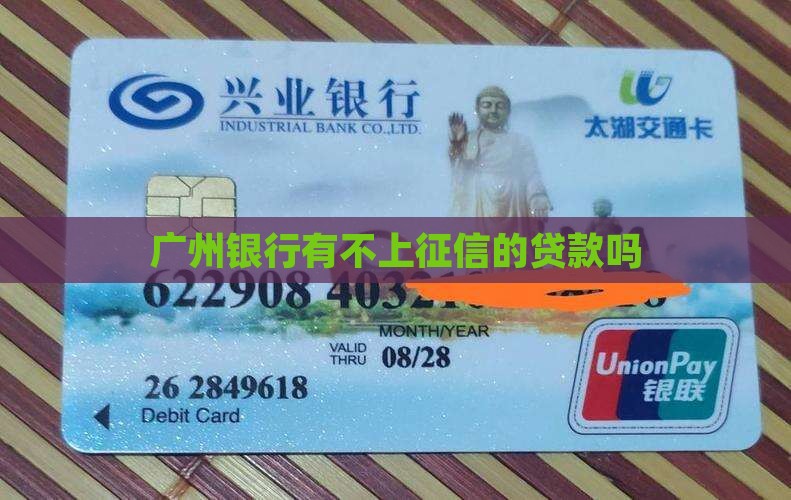 兴业银行
INDUSTRIAL BANK CO.,LTD.
太湖交通卡
广州银行有不上征信的贷款吗
622908 40321
MONTH/YEAR
VALID THRU 08/28
26 2849618
Debit Card
UnionPay
银联